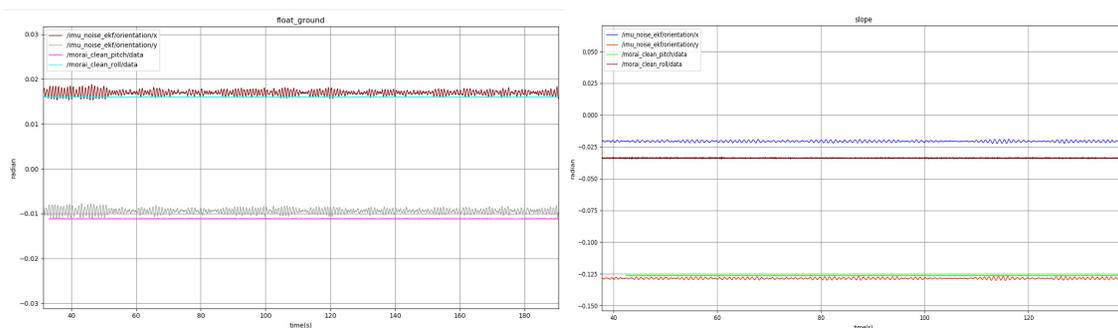 float_ground
/imu_noise_ekf/orientation/x
/imu_noise_ekf/orientation/y
/morai_clean_pitch/data
/morai_clean_roll/data
0.03
0.02
0.01
0.00
−0.01
−0.02
−0.03
radian
40 60 80 100 120 140 160 180
time(s)
slope
/imu_noise_ekf/orientation/x
/imu_noise_ekf/orientation/y
/morai_clean_pitch/data
/morai_clean_roll/data
0.050
0.025
0.000
−0.025
−0.050
−0.075
−0.100
−0.125
−0.150
radian
40 60 80 100 120
time(s)